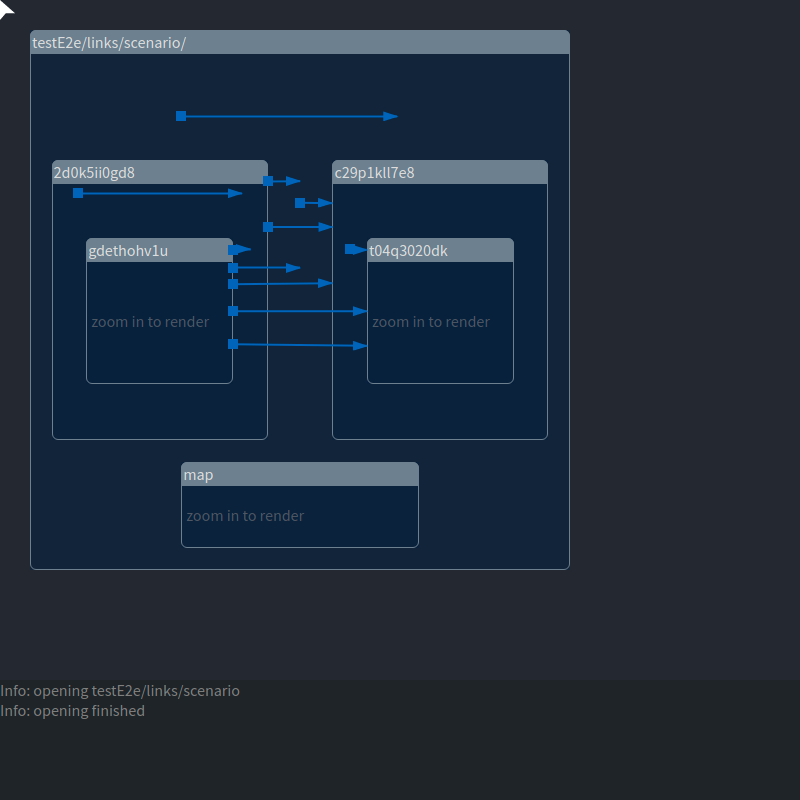 testE2e/links/scenario/
2d0k5ii0gd8
c29p1kll7e8
gdethohv1u
t04q3020dk
zoom in to render
zoom in to render
map
zoom in to render
Info: opening testE2e/links/scenario
Info: opening finished